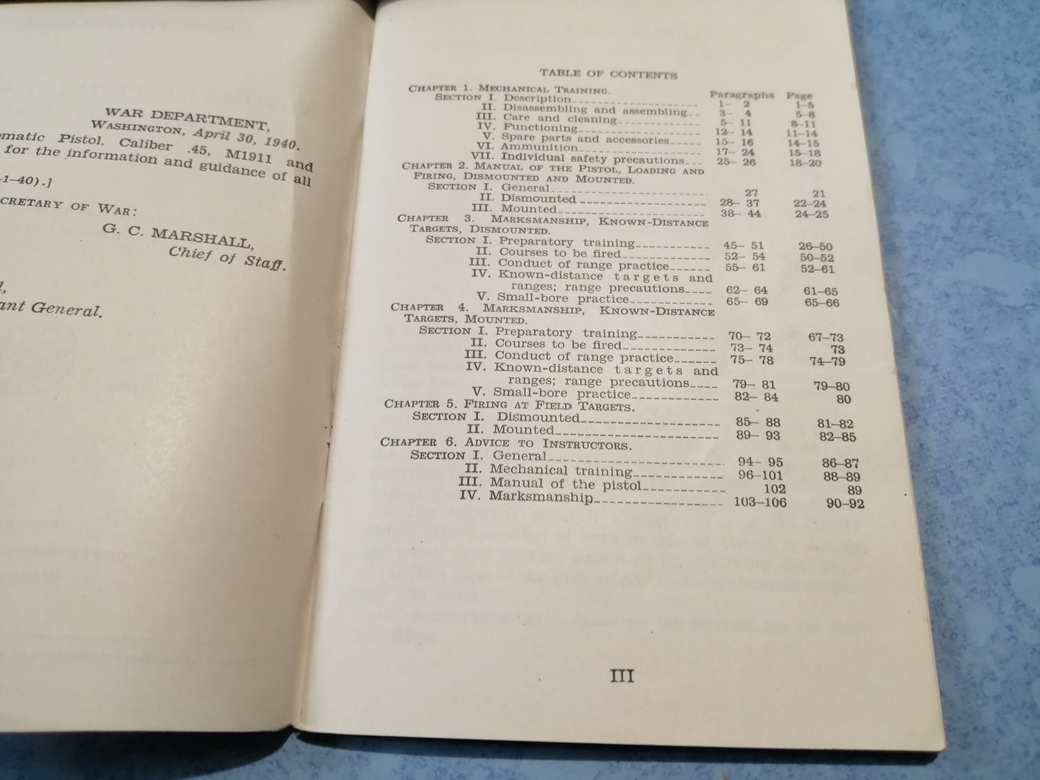 WAR DEPARTMENT,
WASHINGTON, April 30, 1940.
Pistol, Caliber .45, M1911 and
for the information and guidance of all
–1–40).]
OF WAR:
G. C. MARSHALL,
Chief of Staff.
General.
TABLE OF CONTENTS
CHAPTER 1. MECHANICAL TRAINING. Paragraphs Page
SECTION I. Description 1– 2 1–5
II. Disassembling and assembling 3– 4 5–8
III. Care and cleaning 5– 11 8–11
IV. Functioning 12– 14 11–14
V. Spare parts and accessories 15– 16 14–15
VI. Ammunition 17– 24 15–18
VII. Individual safety precautions 25– 26 18–20
CHAPTER 2. MANUAL OF THE PISTOL, LOADING AND
FIRING, DISMOUNTED AND MOUNTED.
SECTION I. General 27 21
II. Dismounted 28– 37 22–24
III. Mounted 38– 44 24–25
CHAPTER 3. MARKSMANSHIP, KNOWN-DISTANCE
TARGETS, DISMOUNTED.
SECTION I. Preparatory training 45– 51 26–50
II. Courses to be fired 52– 54 50–52
III. Conduct of range practice 55– 61 52–61
IV. Known-distance targets and
ranges; range precautions 62– 64 61–65
V. Small-bore practice 65– 69 65–66
CHAPTER 4. MARKSMANSHIP, KNOWN-DISTANCE
TARGETS, MOUNTED.
SECTION I. Preparatory training 70– 72 67–73
II. Courses to be fired 73– 74 73
III. Conduct of range practice 75– 78 74–79
IV. Known-distance targets and
ranges; range precautions 79– 81 79–80
V. Small-bore practice 82– 84 80
CHAPTER 5. FIRING AT FIELD TARGETS.
SECTION I. Dismounted 85– 88 81–82
II. Mounted 89– 93 82–85
CHAPTER 6. ADVICE TO INSTRUCTORS.
SECTION I. General 94– 95 86–87
II. Mechanical training 96–101 88–89
III. Manual of the pistol 102 89
IV. Marksmanship 103–106 90–92
III